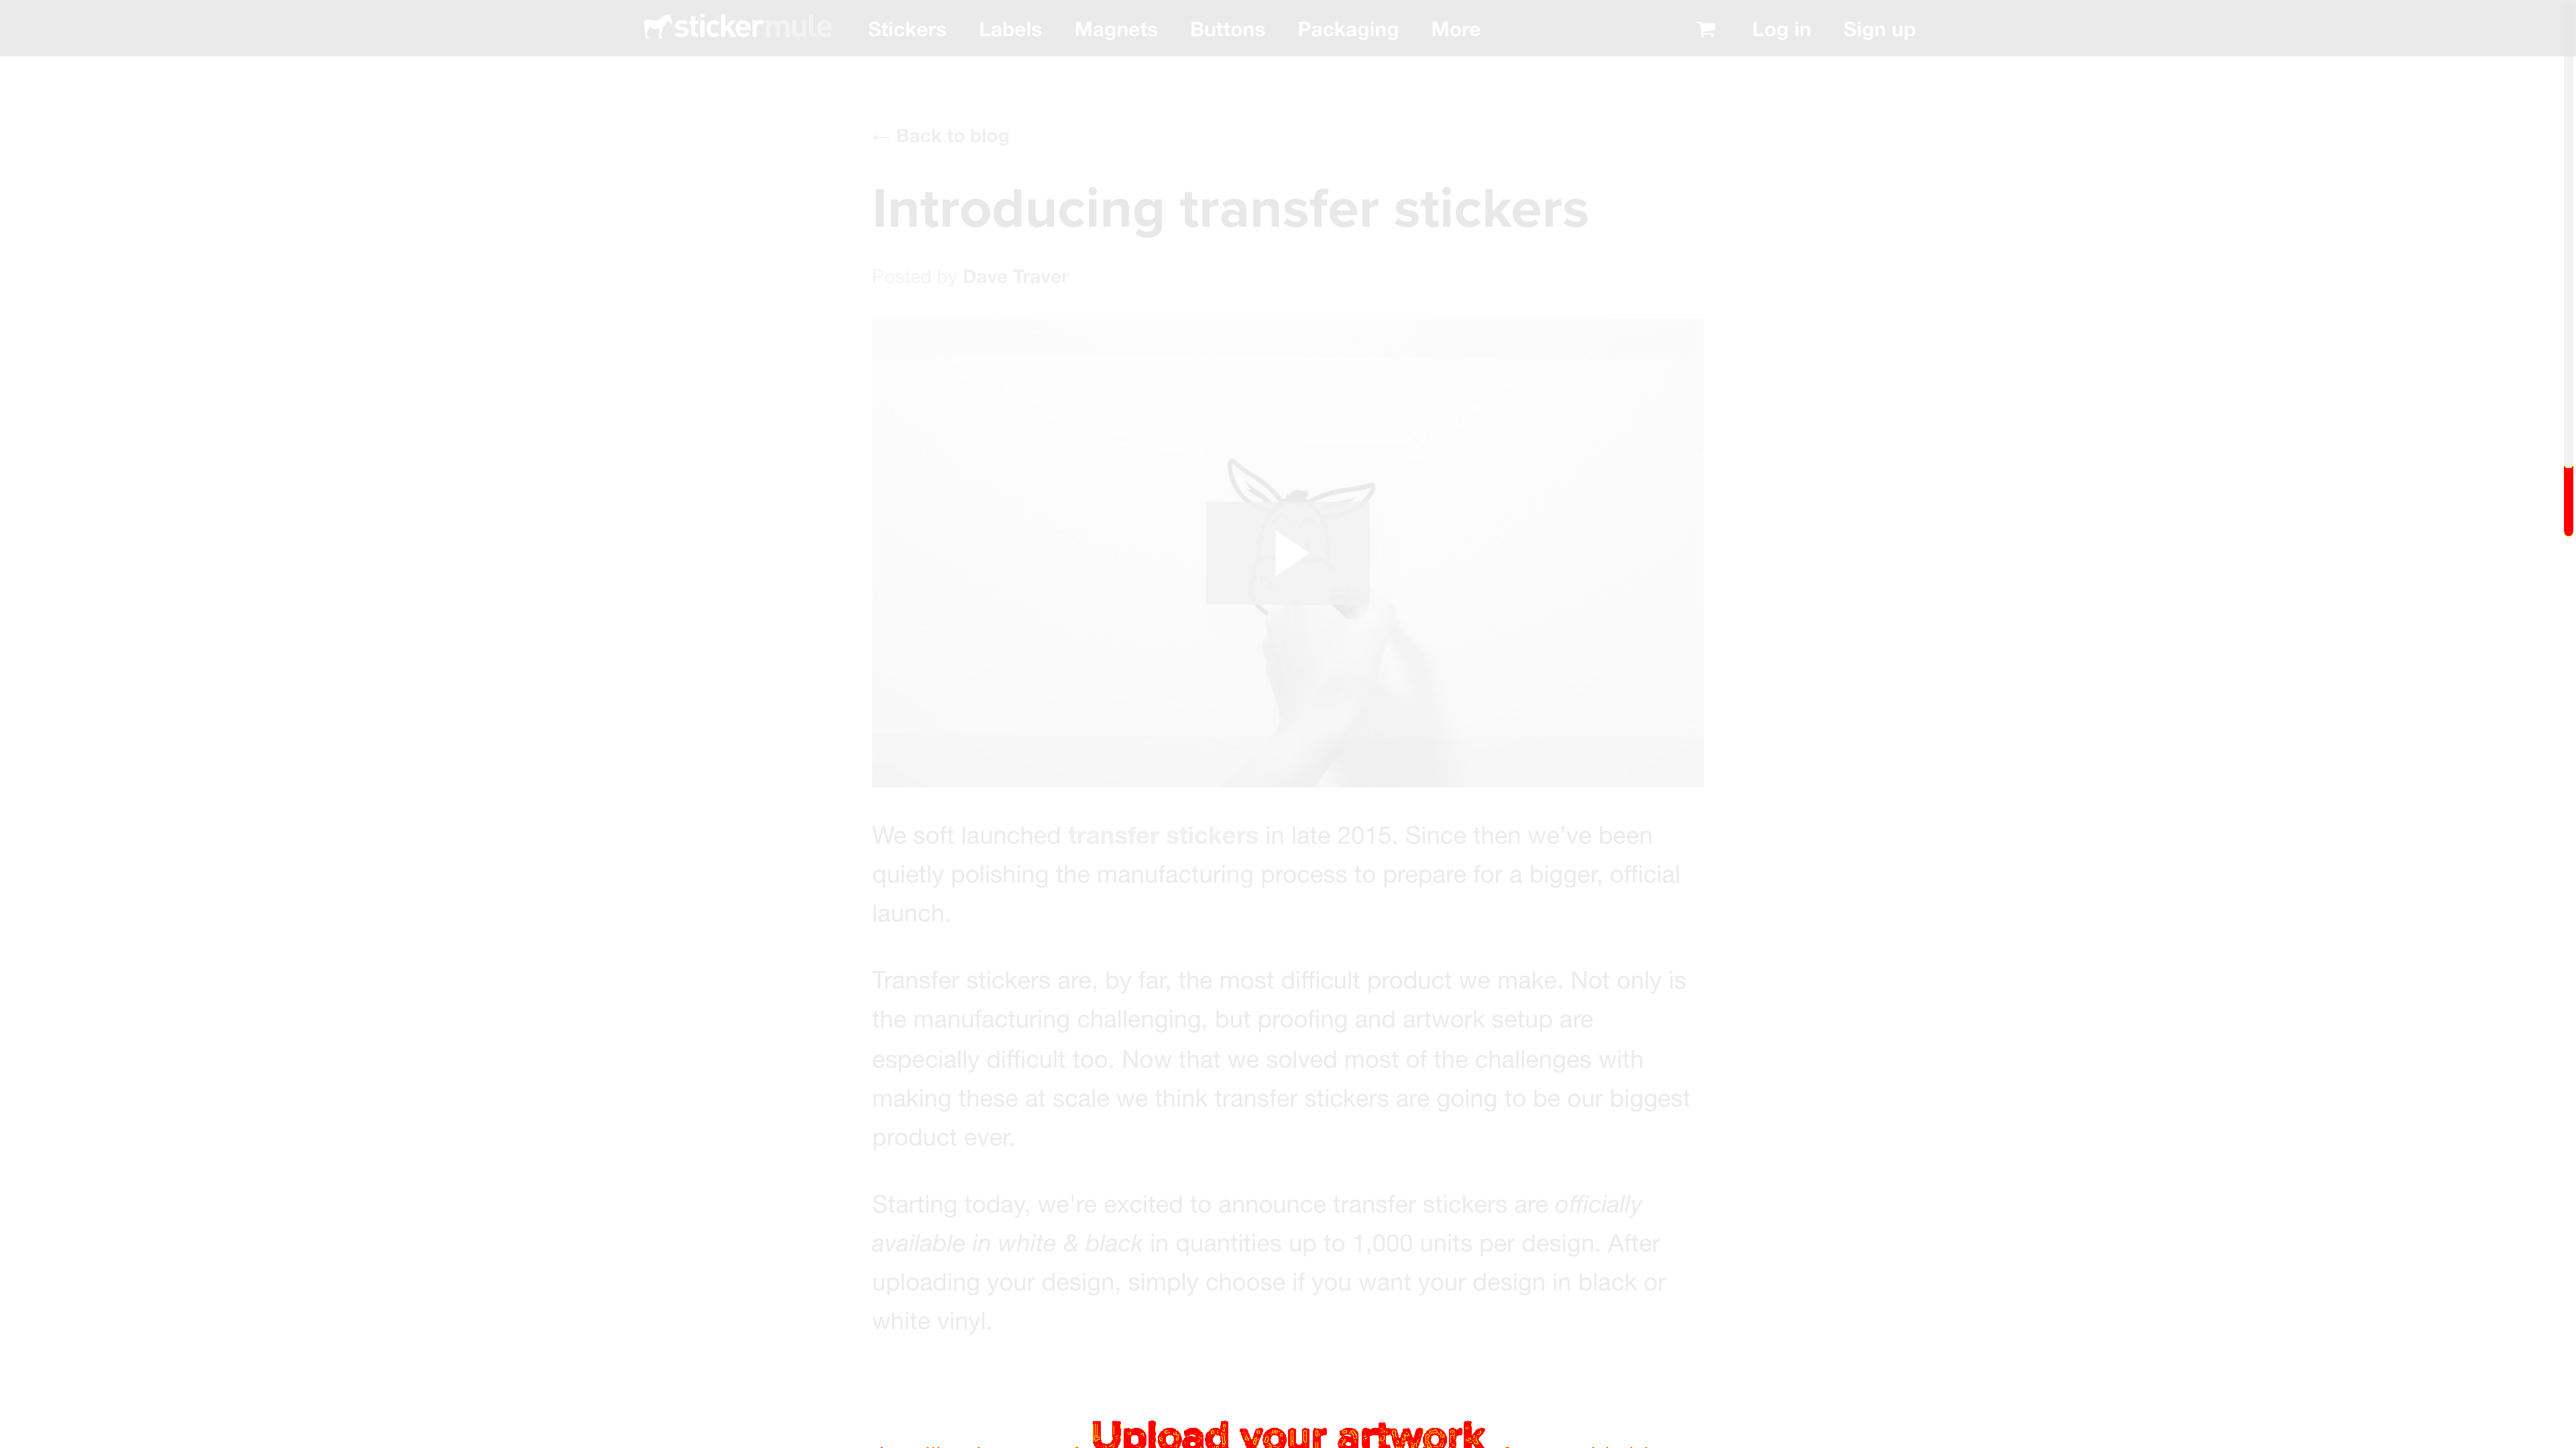 stickermule Stickers Labels Magnets Buttons Packaging More Log in Sign up
← Back to blog
Introducing transfer stickers
Posted by Dave Traver
We soft launched transfer stickers in late 2015. Since then we’ve been
quietly polishing the manufacturing process to prepare for a bigger, official
launch.
Transfer stickers are, by far, the most difficult product we make. Not only is
the manufacturing challenging, but proofing and artwork setup are
especially difficult too. Now that we solved most of the challenges with
making these at scale we think transfer stickers are going to be our biggest
product ever.
Starting today, we're excited to announce transfer stickers are officially
available in white & black in quantities up to 1,000 units per design. After
uploading your design, simply choose if you want your design in black or
white vinyl.
Upload your artwork